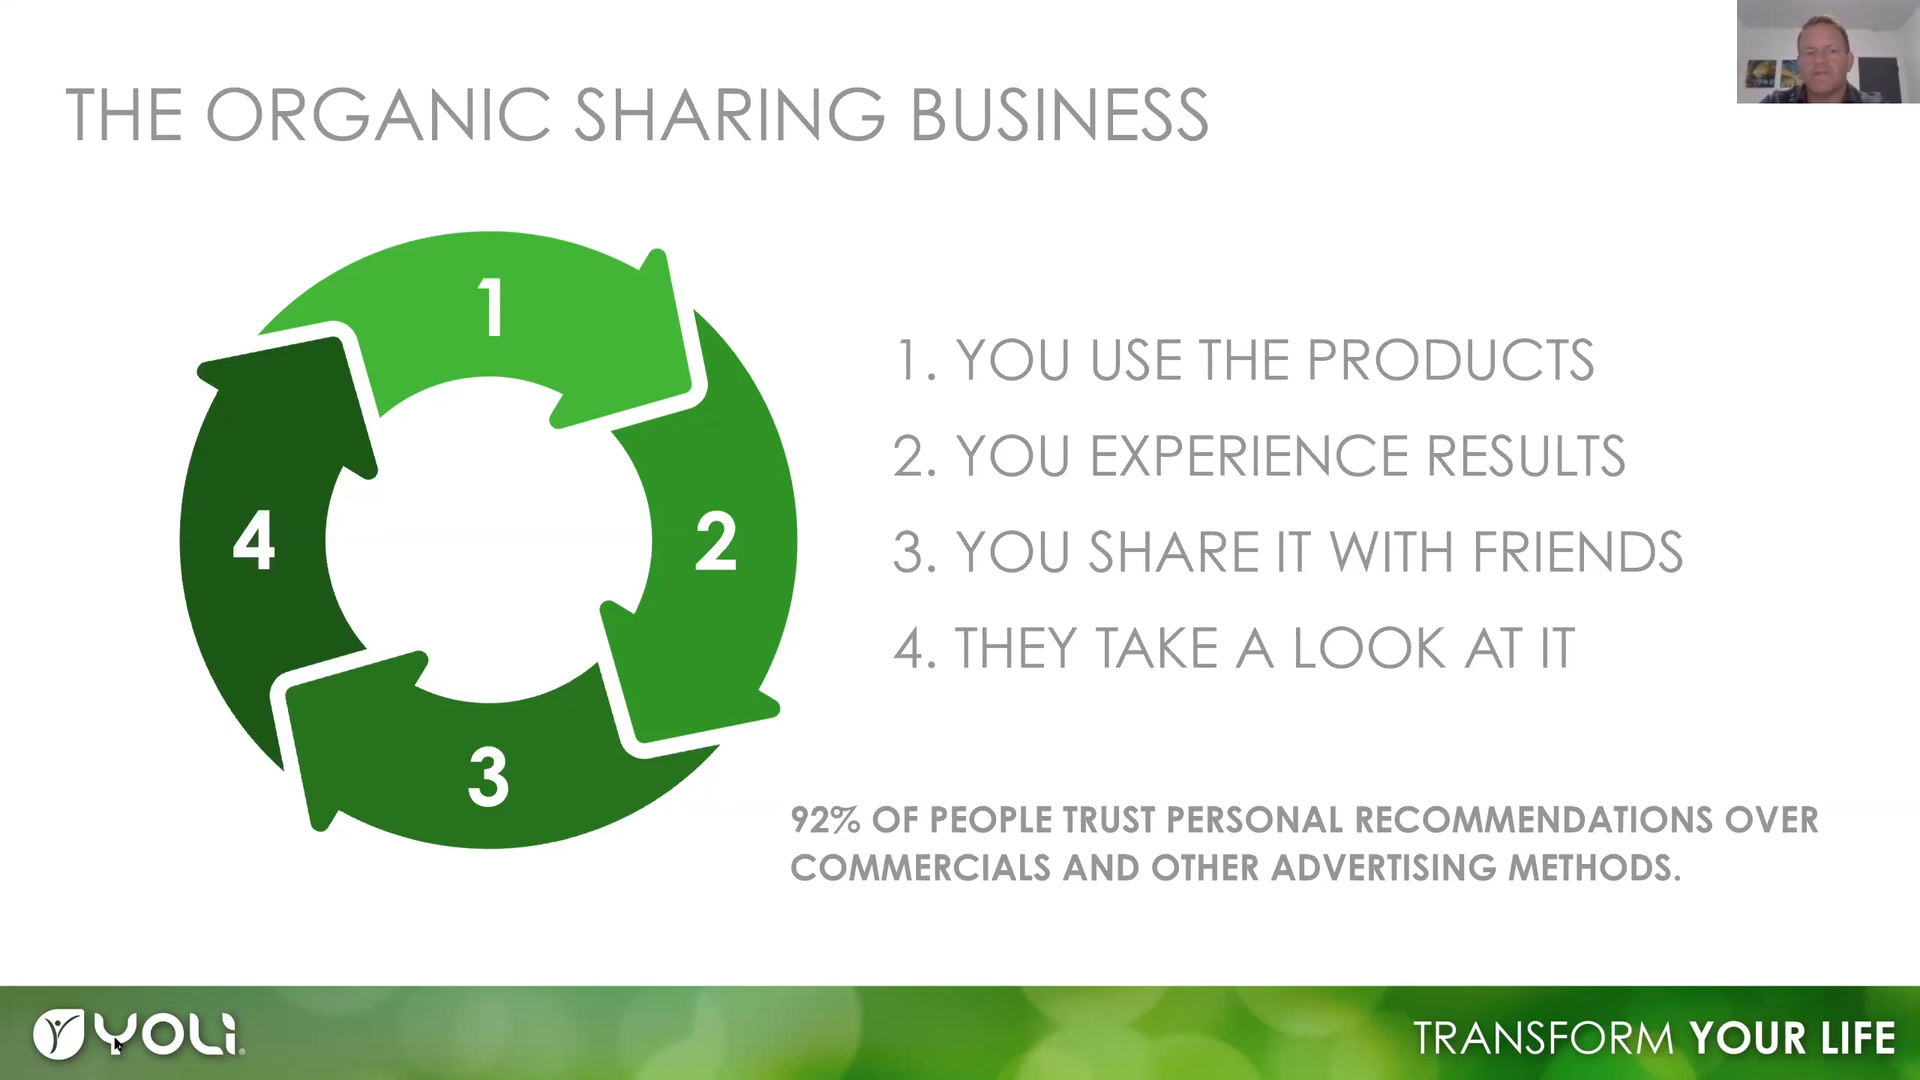 THE ORGANIC SHARING BUSINESS
1
2
3
4
1. YOU USE THE PRODUCTS
2. YOU EXPERIENCE RESULTS
3. YOU SHARE IT WITH FRIENDS
4. THEY TAKE A LOOK AT IT
92% OF PEOPLE TRUST PERSONAL RECOMMENDATIONS OVER
COMMERCIALS AND OTHER ADVERTISING METHODS.
YOLi®
TRANSFORM YOUR LIFE